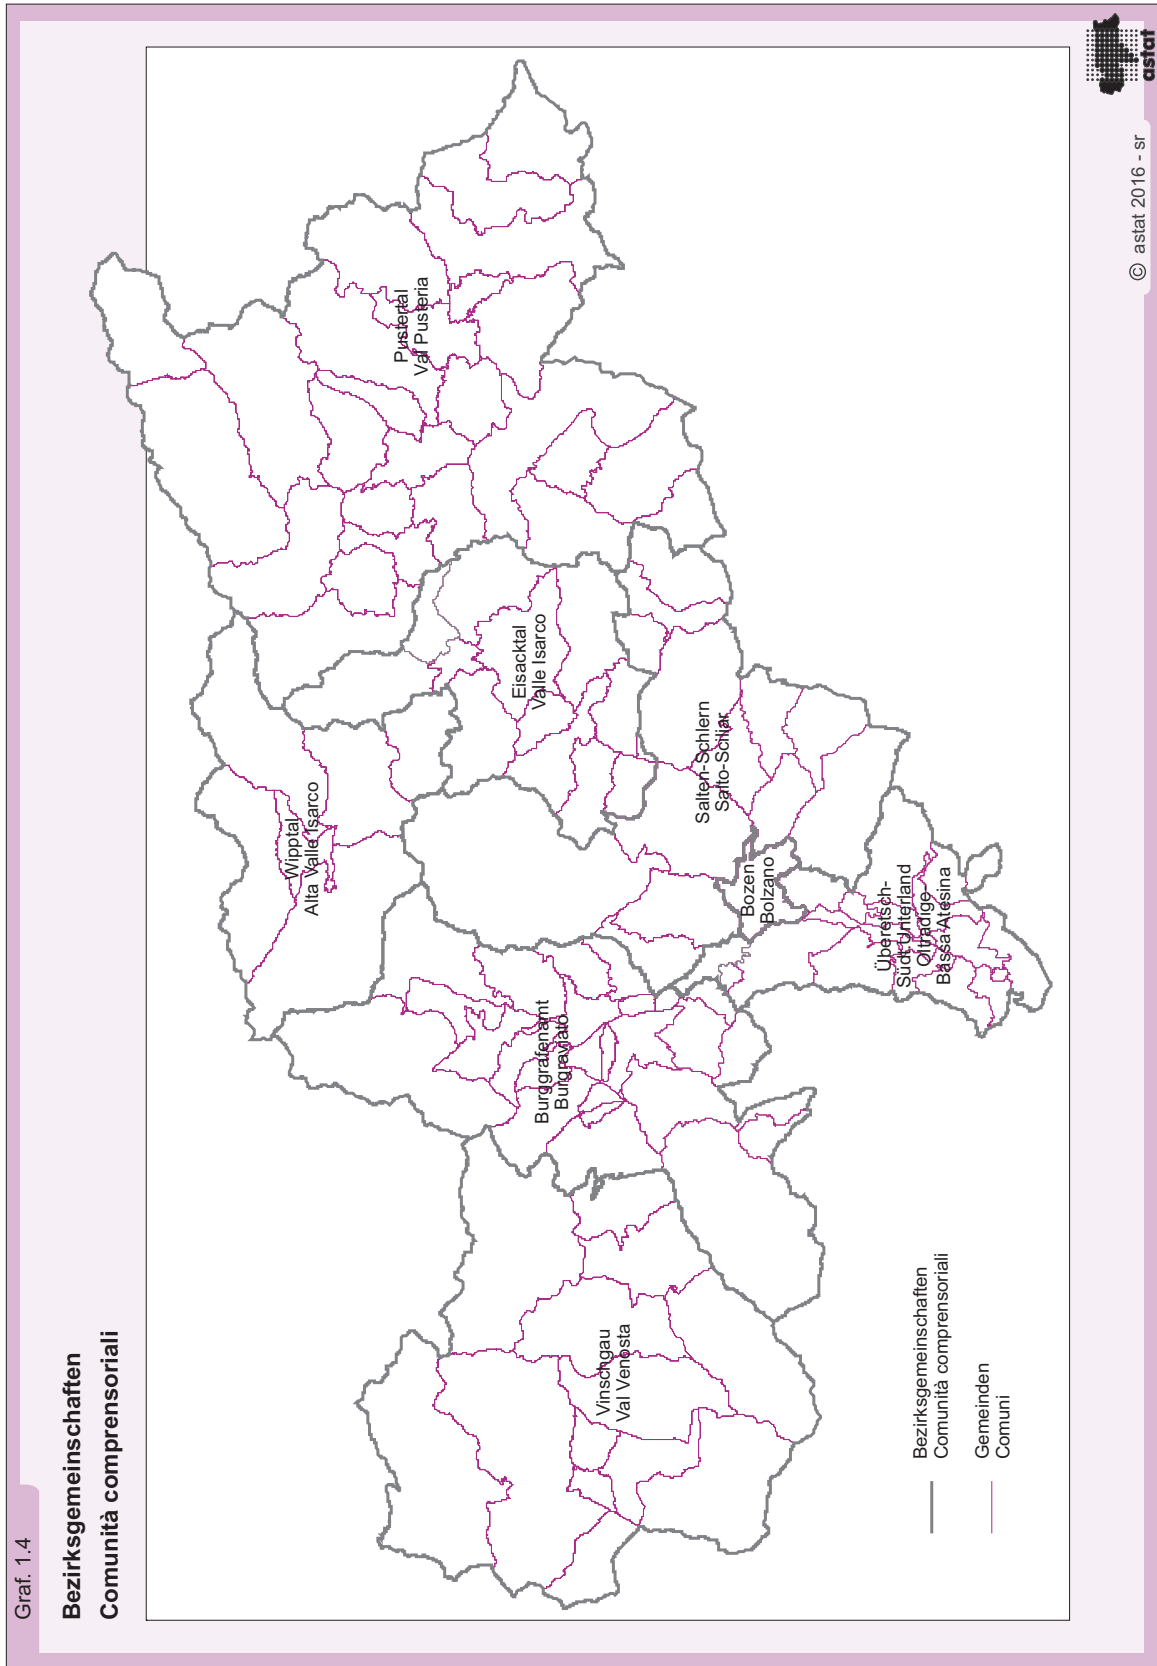 Graf. 1.4
Bezirksgemeinschaften
Comunità comprensoriali
Pustertal
Val Pusteria
Wipptal
Alta Valle Isarco
Eisacktal
Valle Isarco
Burggrafenamt
Burgraviato
Salten-Schlern
Salto-Sciliar
Vinschgau
Val Venosta
Bozen
Bolzano
Überetsch-
Südt.Unterland
Oltradige-
Bassa Atesina
Bezirksgemeinschaften
Comunità comprensoriali
Gemeinden
Comuni
© astat 2016 - sr
astat